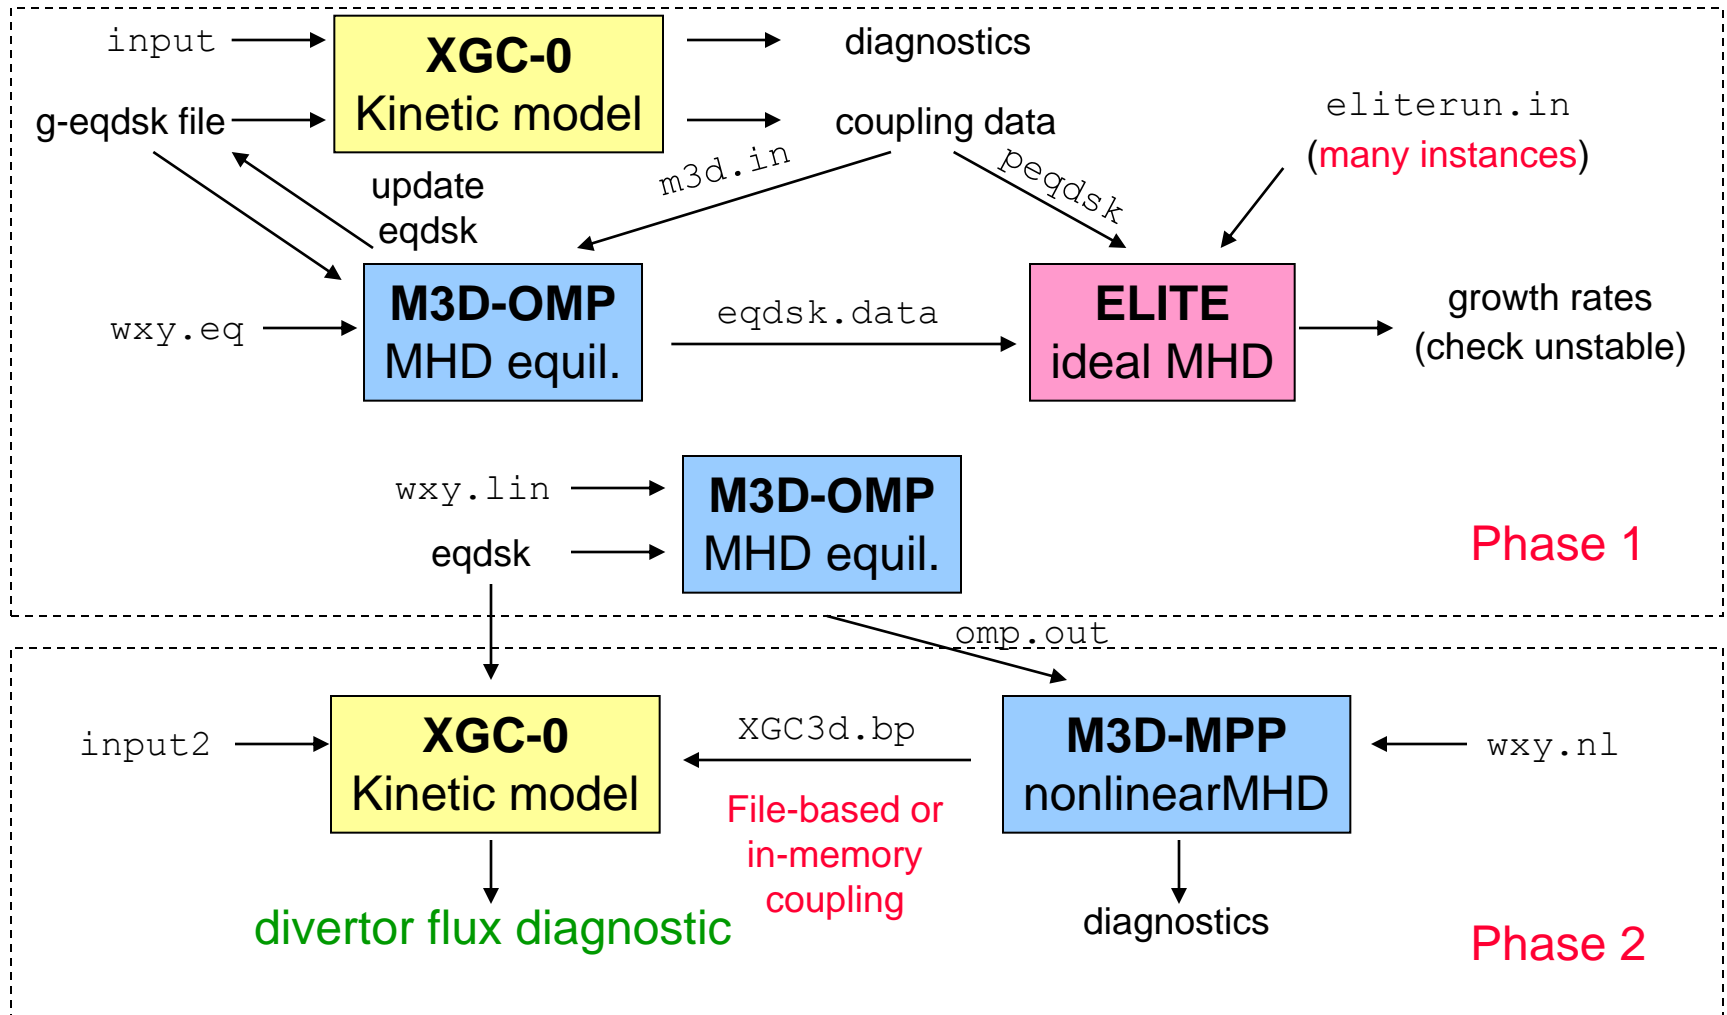 input
XGC-0
Kinetic model
diagnostics
g-eqdsk file
coupling data
eliterun.in
(many instances)
update
eqdsk
m3d.in
peqdsk
wxy.eq
M3D-OMP
MHD equil.
eqdsk.data
ELITE
ideal MHD
growth rates
(check unstable)
wxy.lin
eqdsk
M3D-OMP
MHD equil.
Phase 1
omp.out
input2
XGC-0
Kinetic model
XGC3d.bp
File-based or
in-memory
coupling
M3D-MPP
nonlinearMHD
wxy.nl
divertor flux diagnostic
diagnostics
Phase 2